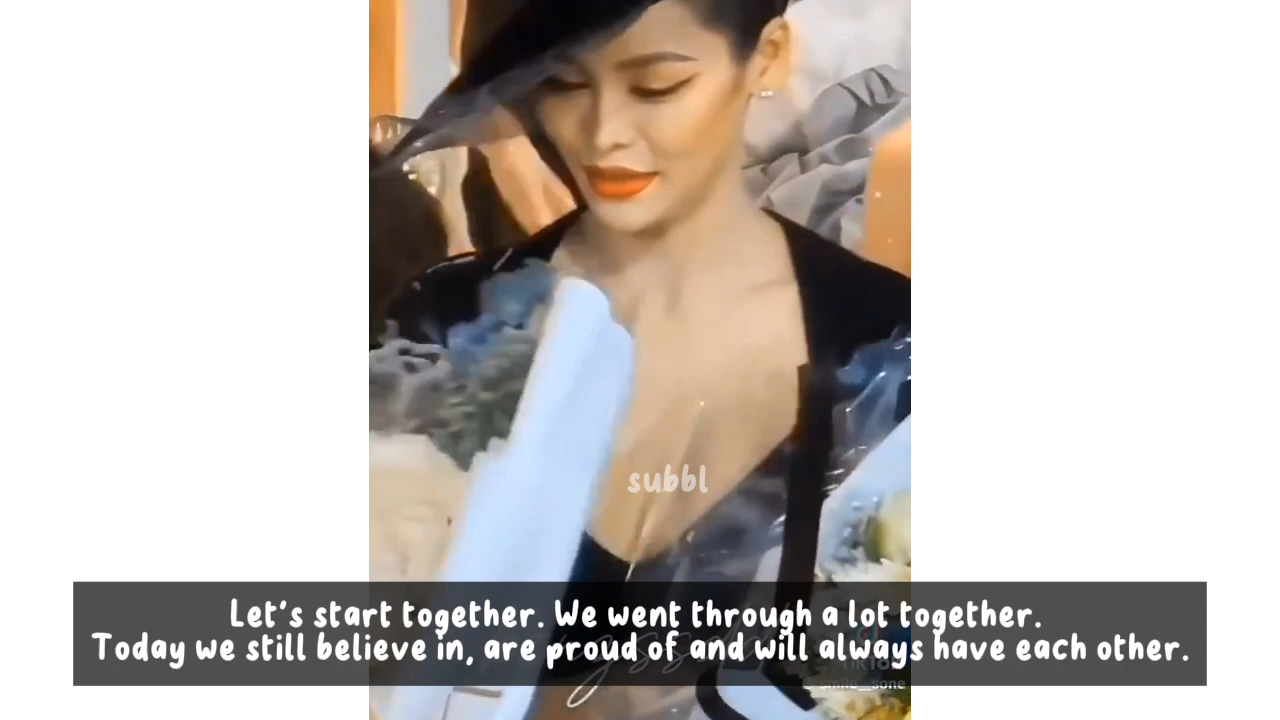 subbl
Let's start together. We went through a lot together.
Today we still believe in, are proud of and will always have each other.
smile__sone